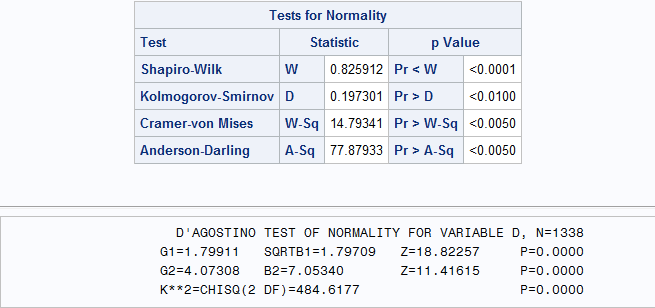 Tests for Normality
Test Statistic p Value
Shapiro-Wilk W 0.825912 Pr < W <0.0001
Kolmogorov-Smirnov D 0.197301 Pr > D <0.0100
Cramer-von Mises W-Sq 14.79341 Pr > W-Sq <0.0050
Anderson-Darling A-Sq 77.87933 Pr > A-Sq <0.0050
D'AGOSTINO TEST OF NORMALITY FOR VARIABLE D, N=1338
G1=1.79911 SQRTB1=1.79709 Z=18.82257 P=0.0000
G2=4.07308 B2=7.05340 Z=11.41615 P=0.0000
K**2=CHISQ(2 DF)=484.6177 P=0.0000